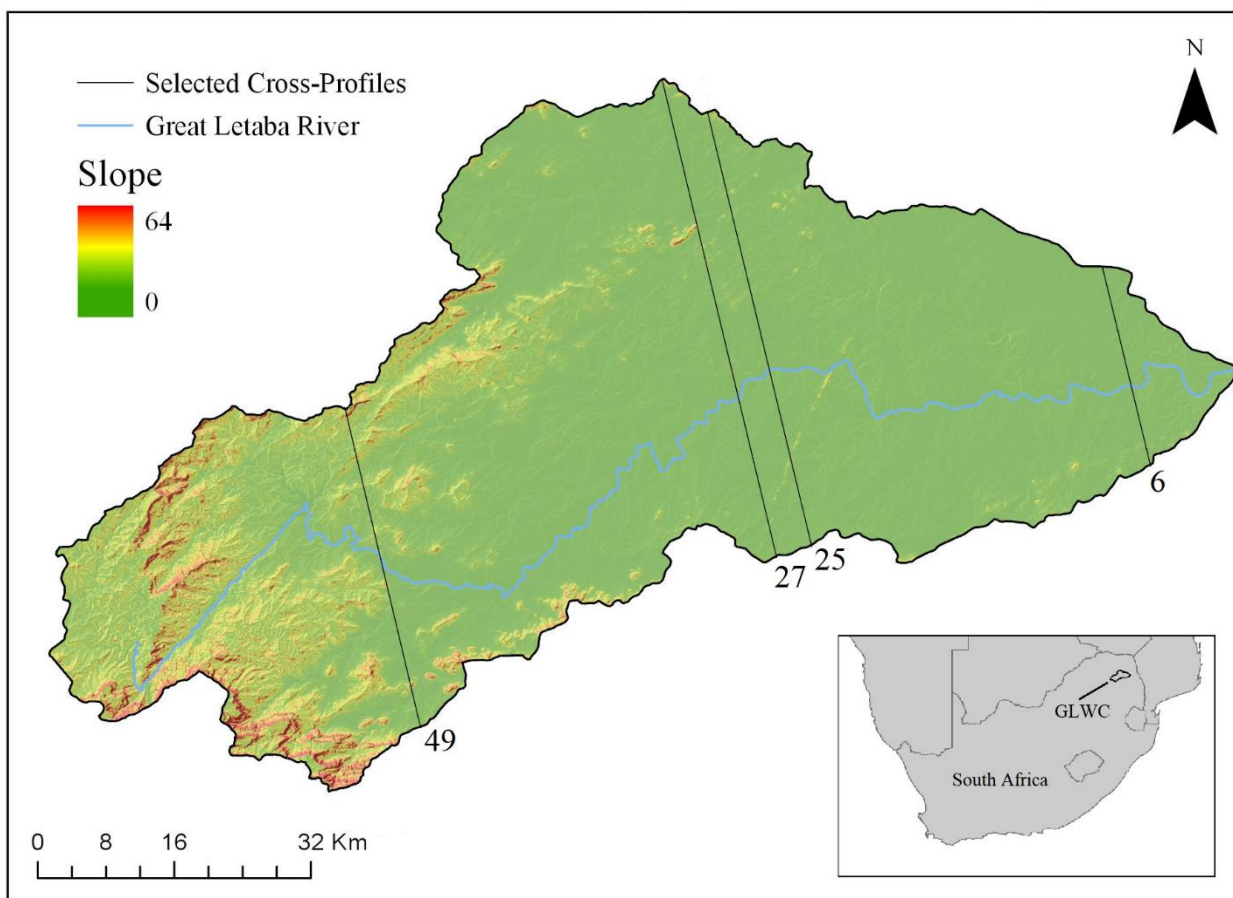 N
Selected Cross-Profiles
Great Letaba River
Slope
64
0
6
25
27
49
GLWC
South Africa
0 8 16 32 Km